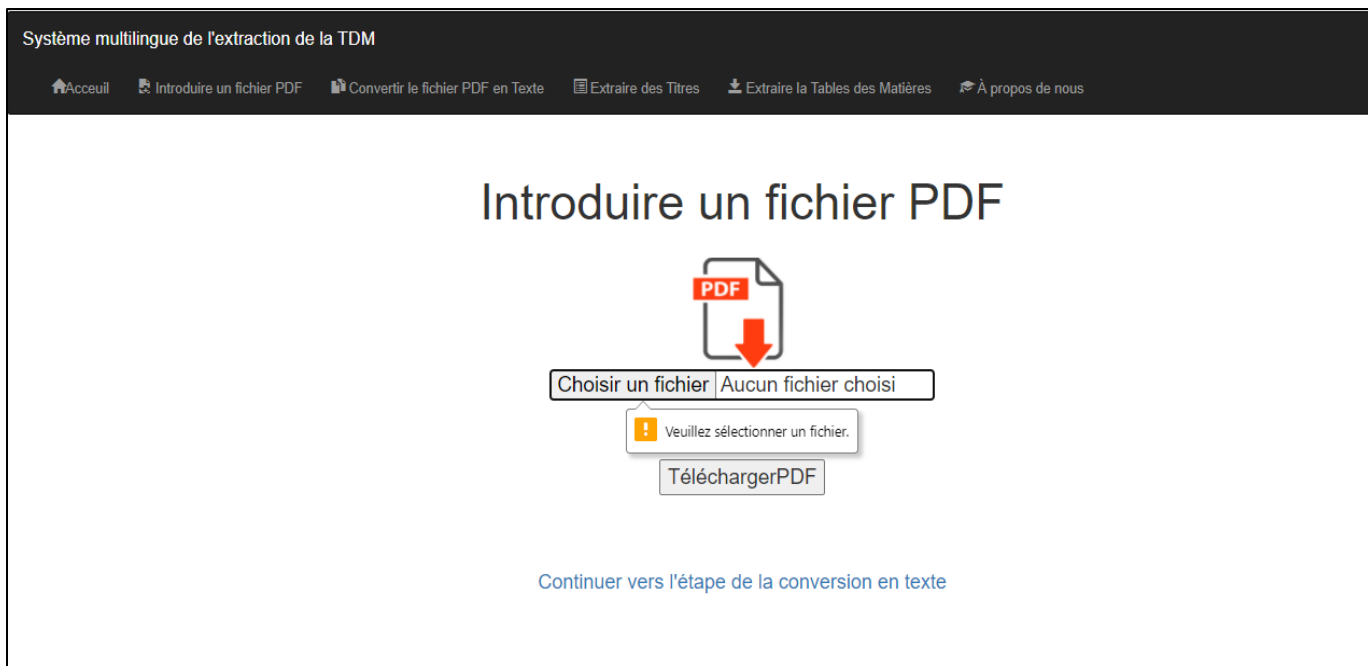 Système multilingue de l'extraction de la TDM
Acceuil Introduire un fichier PDF Convertir le fichier PDF en Texte Extraire des Titres Extraire la Tables des Matières À propos de nous
Introduire un fichier PDF
PDF
Choisir un fichier Aucun fichier choisi
Veuillez sélectionner un fichier.
TéléchargerPDF
Continuer vers l'étape de la conversion en texte